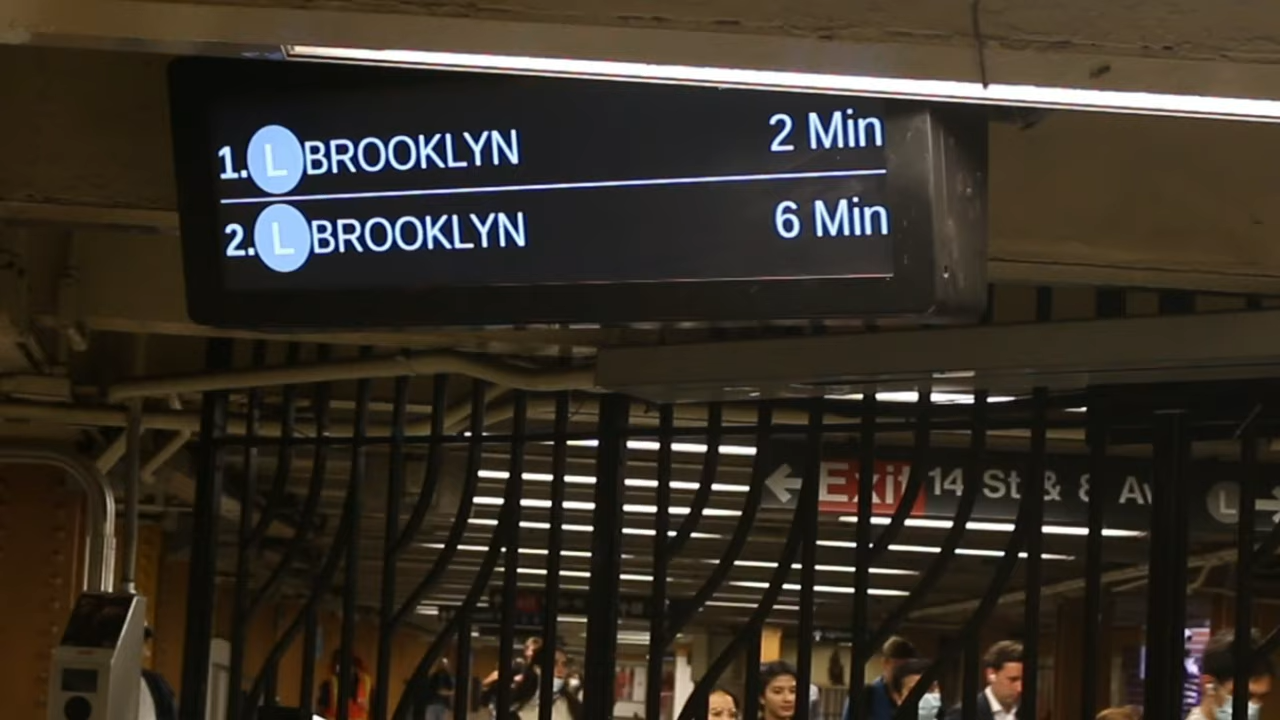 1. L BROOKLYN 2 Min
2. L BROOKLYN 6 Min
← Exit 14 St & 8 Av L